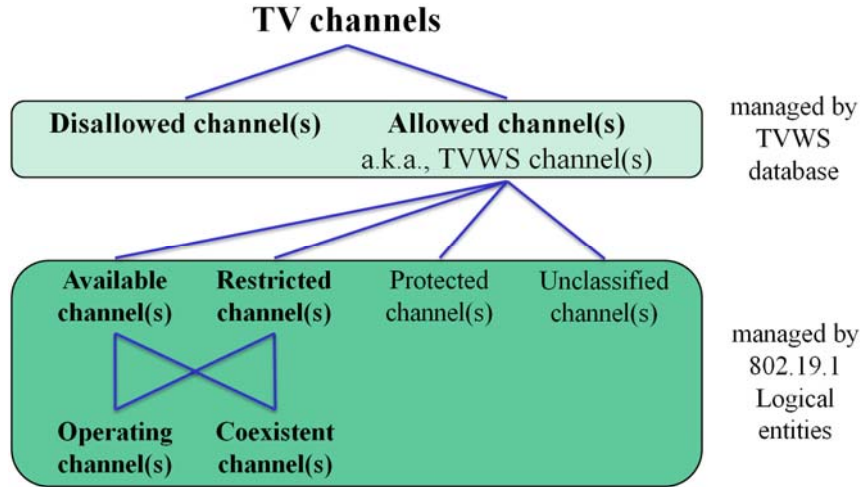 TV channels
Disallowed channel(s)
Allowed channel(s)
a.k.a., TVWS channel(s)
managed by
TVWS
database
Available
channel(s)
Restricted
channel(s)
Protected
channel(s)
Unclassified
channel(s)
Operating
channel(s)
Coexistent
channel(s)
managed by
802.19.1
Logical
entities